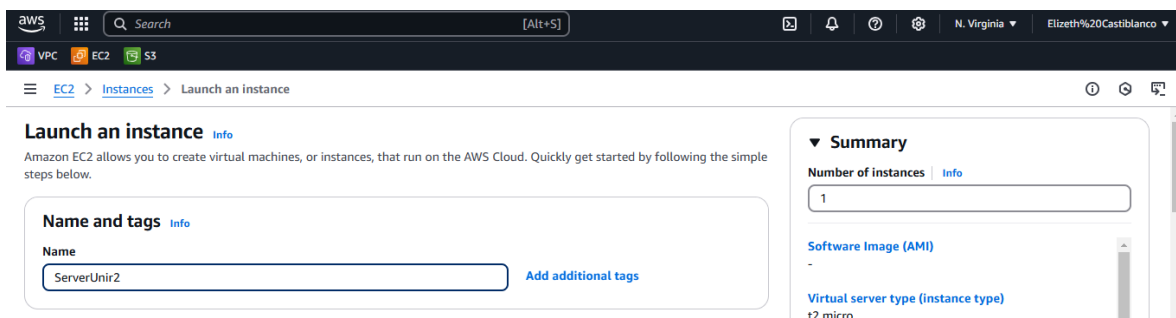 aws
Search [Alt+S]
N. Virginia ▼
Elizeth%20Castiblanco ▼
VPC EC2 S3
EC2 > Instances > Launch an instance
Launch an instance Info
Amazon EC2 allows you to create virtual machines, or instances, that run on the AWS Cloud. Quickly get started by following the simple
steps below.
Name and tags Info
Name
ServerUnir2
Add additional tags
▼ Summary
Number of instances Info
1
Software Image (AMI)
-
Virtual server type (instance type)
t2.micro